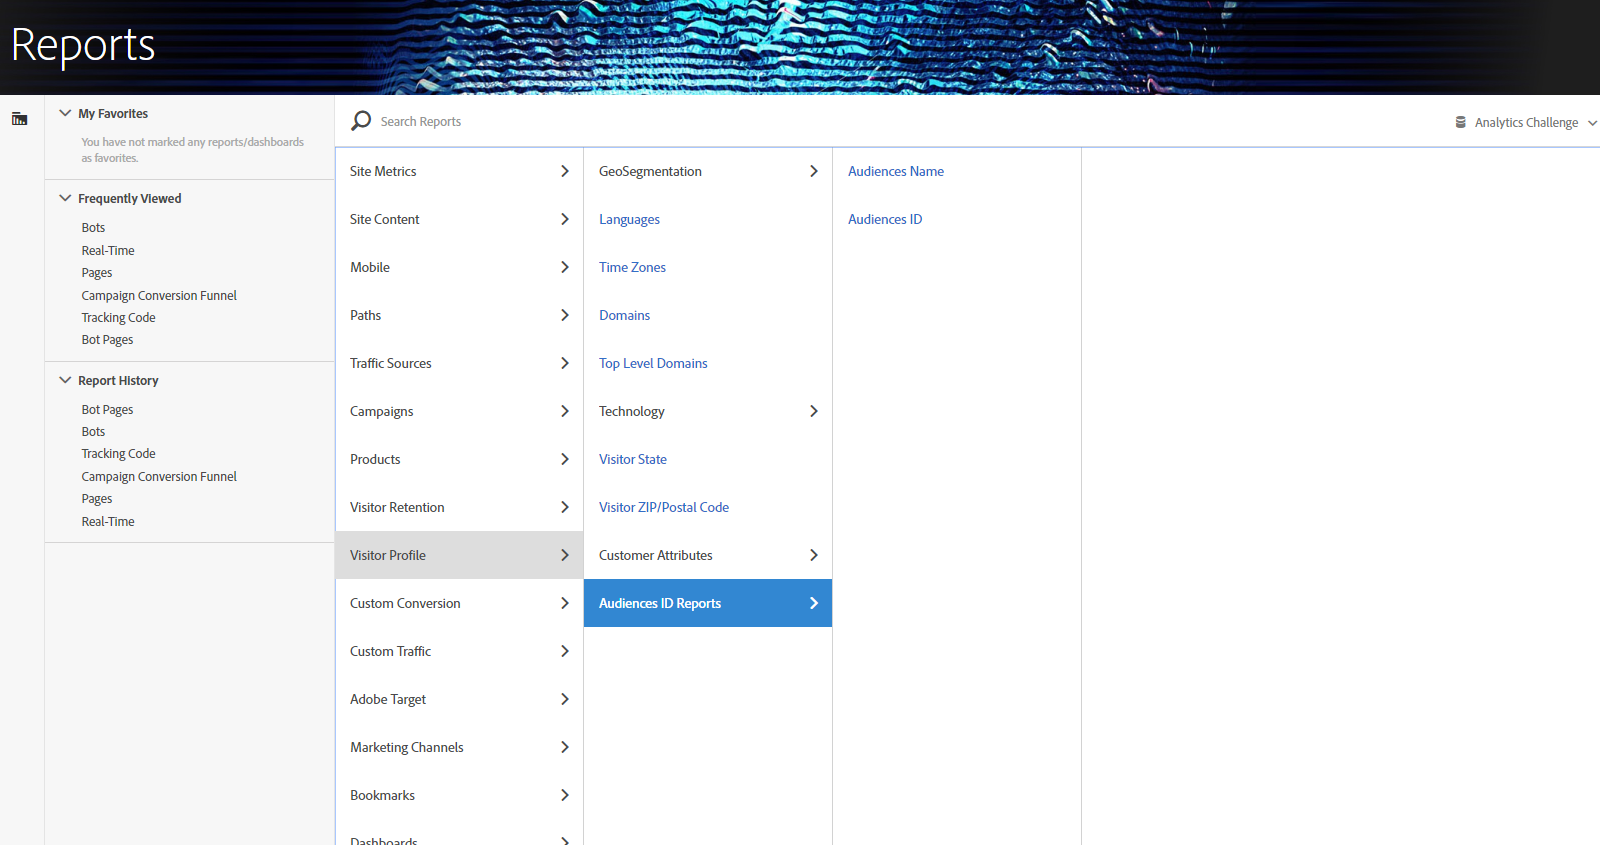 Reports
My Favorites
You have not marked any reports/dashboards
as favorites.
Frequently Viewed
Bots
Real-Time
Pages
Campaign Conversion Funnel
Tracking Code
Bot Pages
Report History
Bot Pages
Bots
Tracking Code
Campaign Conversion Funnel
Pages
Real-Time
Search Reports
Analytics Challenge
Site Metrics
Site Content
Mobile
Paths
Traffic Sources
Campaigns
Products
Visitor Retention
Visitor Profile
Custom Conversion
Custom Traffic
Adobe Target
Marketing Channels
Bookmarks
Dashboards
GeoSegmentation
Languages
Time Zones
Domains
Top Level Domains
Technology
Visitor State
Visitor ZIP/Postal Code
Customer Attributes
Audiences ID Reports
Audiences Name
Audiences ID